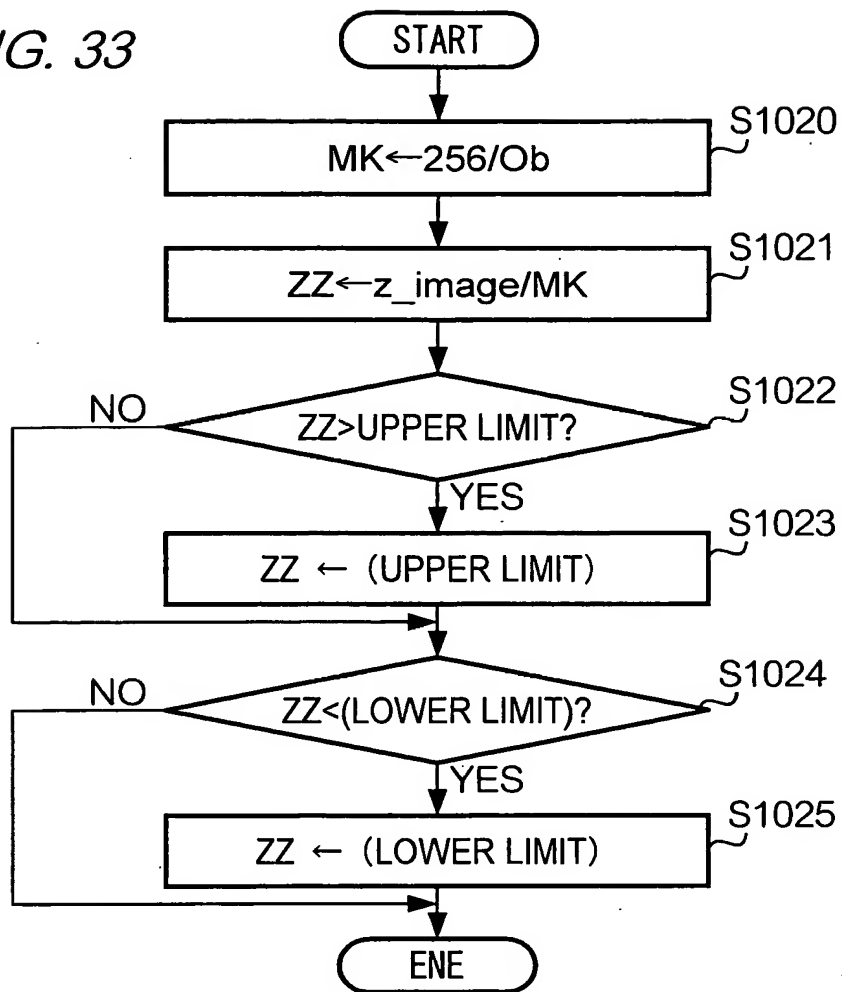 IG. 33
START
S1020
MK←256/Ob
S1021
ZZ←z_image/MK
S1022
NO
ZZ>UPPER LIMIT?
YES
S1023
ZZ ← (UPPER LIMIT)
S1024
NO
ZZ<(LOWER LIMIT)?
YES
S1025
ZZ ← (LOWER LIMIT)
ENE